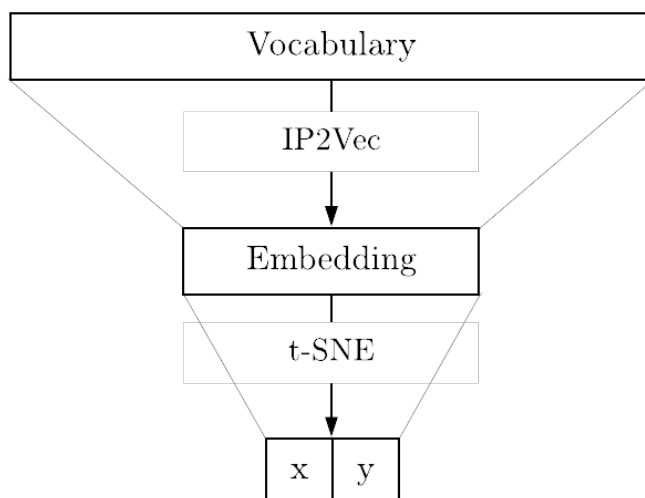 Vocabulary
IP2Vec
Embedding
t-SNE
x y